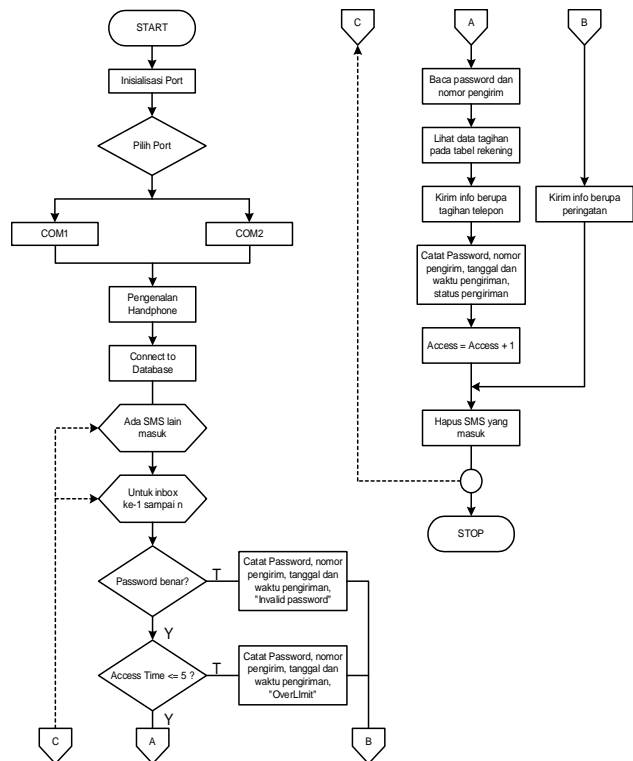 START
Inisialisasi Port
Pilih Port
COM1
COM2
Pengenalan
Handphone
Connect to
Database
Ada SMS lain
masuk
Untuk inbox
ke-1 sampai n
Password benar?
T
Catat Password, nomor
pengirim, tanggal dan
waktu pengiriman,
"Invalid password"
Y
Access Time <= 5 ?
T
Catat Password, nomor
pengirim, tanggal dan
waktu pengiriman,
"OverLImit"
Y
C
A
B
C
A
B
Baca password dan
nomor pengirim
Lihat data tagihan
pada tabel rekening
Kirim info berupa
tagihan telepon
Kirim info berupa
peringatan
Catat Password, nomor
pengirim, tanggal dan
waktu pengiriman,
status pengiriman
Access = Access + 1
Hapus SMS yang
masuk
STOP